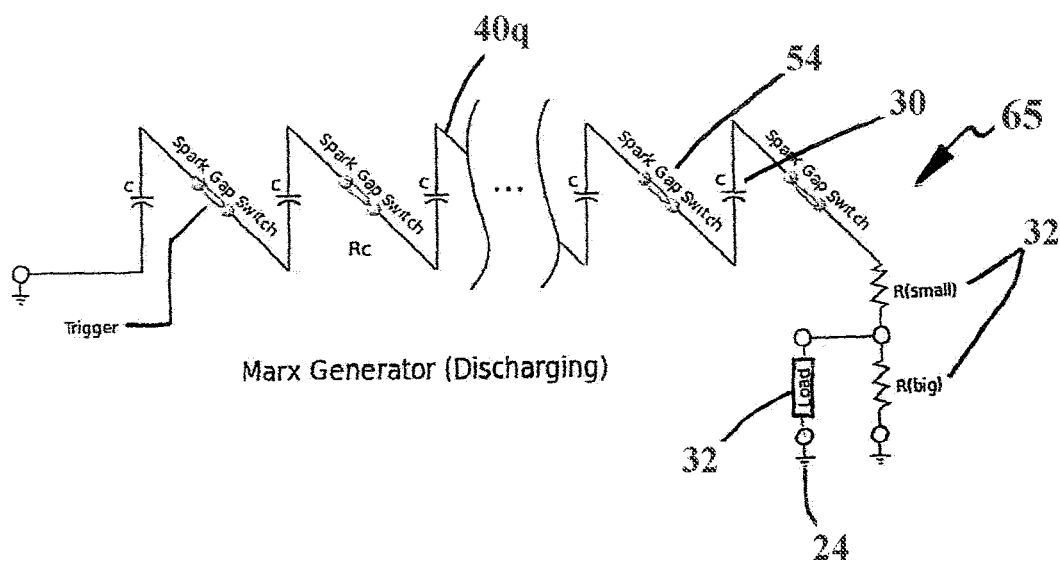 40q
54
30
65
C
Spark Gap Switch
C
Spark Gap Switch
C
...
C
Spark Gap Switch
C
Spark Gap Switch
Rc
32
R(small)
Trigger
Marx Generator (Discharging)
Load
R(big)
32
24